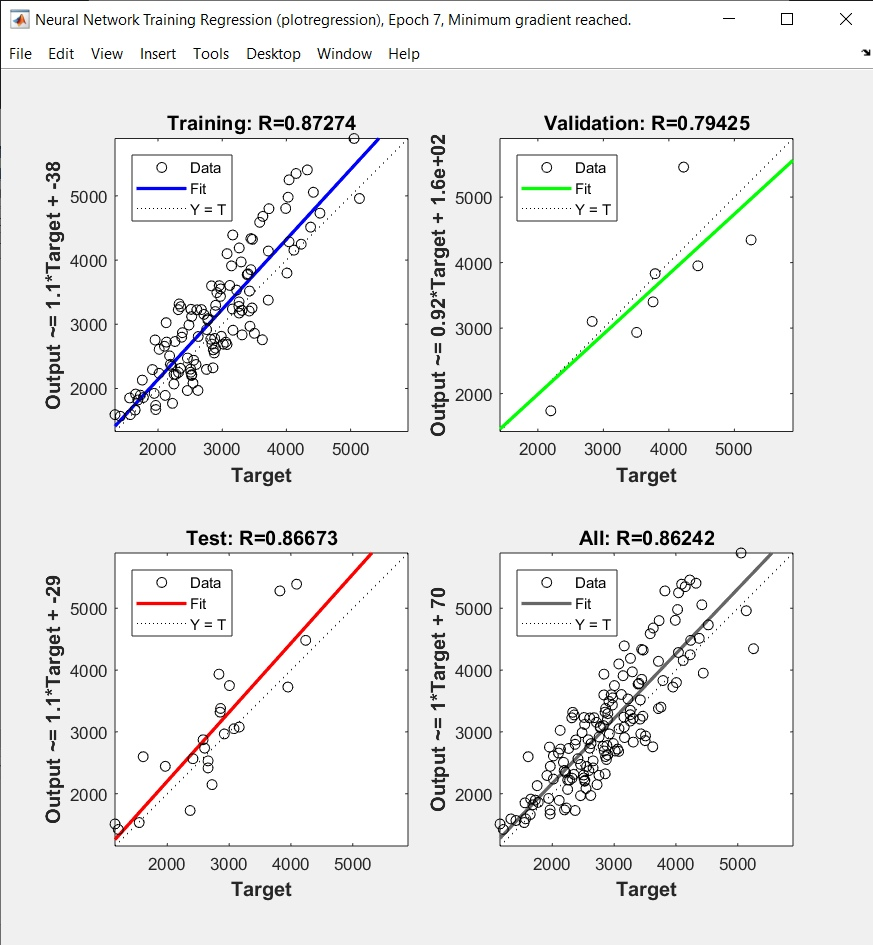 Neural Network Training Regression (plotregression), Epoch 7, Minimum gradient reached.
File Edit View Insert Tools Desktop Window Help
Training: R=0.87274
Output ~= 1.1*Target + -38
Data
Fit
Y = T
5000
4000
3000
2000
2000 3000 4000 5000
Target
Validation: R=0.79425
Output ~= 0.92*Target + 1.6e+02
Data
Fit
Y = T
5000
4000
3000
2000
2000 3000 4000 5000
Target
Test: R=0.86673
Output ~= 1.1*Target + -29
Data
Fit
Y = T
5000
4000
3000
2000
2000 3000 4000 5000
Target
All: R=0.86242
Output ~= 1*Target + 70
Data
Fit
Y = T
5000
4000
3000
2000
2000 3000 4000 5000
Target